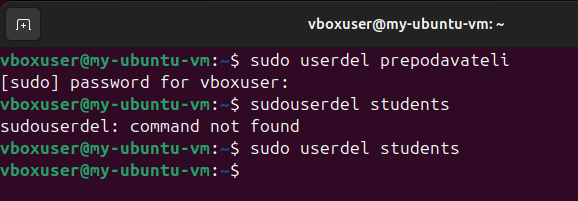 vboxuser@my-ubuntu-vm: ~
vboxuser@my-ubuntu-vm:~$ sudo userdel prepodavateli
[sudo] password for vboxuser:
vboxuser@my-ubuntu-vm:~$ sudouserdel students
sudouserdel: command not found
vboxuser@my-ubuntu-vm:~$ sudo userdel students
vboxuser@my-ubuntu-vm:~$